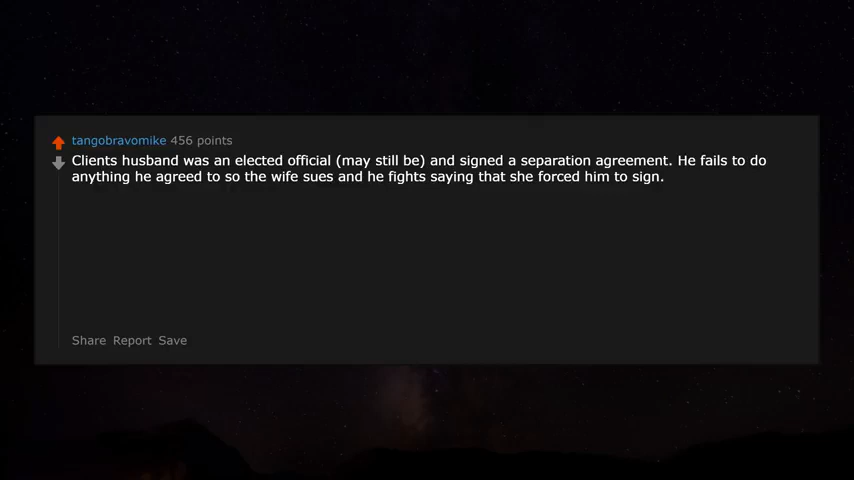 tangobravomike 456 points
Clients husband was an elected official (may still be) and signed a separation agreement. He fails to do
anything he agreed to so the wife sues and he fights saying that she forced him to sign.
Share Report Save